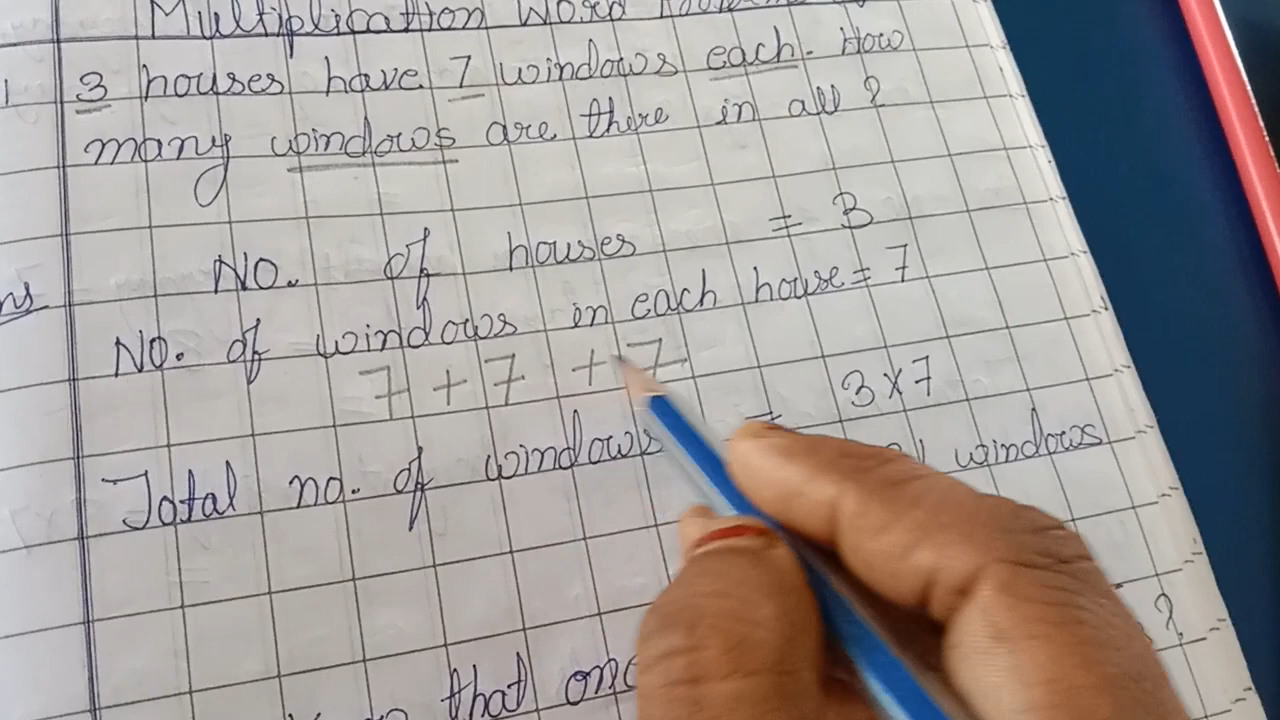 Multiplication Word
1 3 houses have 7 windows each. How
many windows are there in all ?
No. of houses = 3
No. of windows in each house = 7
7 + 7 + 7
Total no. of windows = 3 x 7
windows
?
that